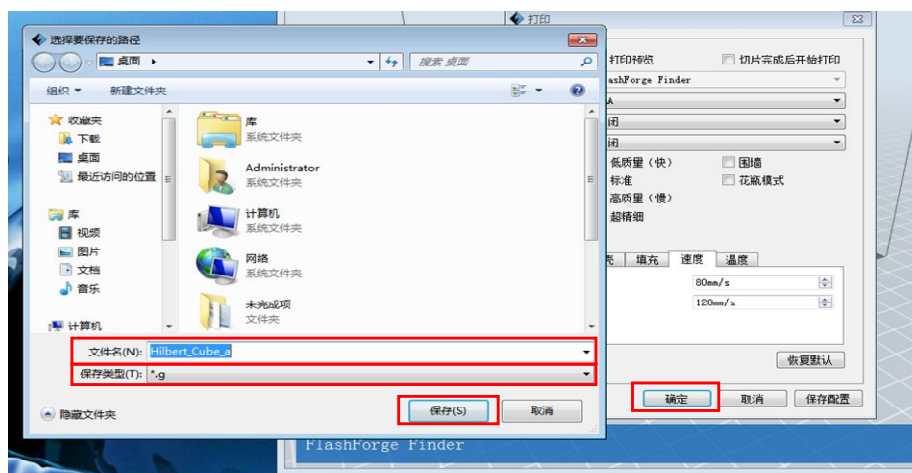 选择要保存的路径
桌面
搜索 桌面
组织
新建文件夹
收藏夹
下载
桌面
最近访问的位置
库
视频
图片
文档
音乐
计算机
库
系统文件夹
Administrator
系统文件夹
计算机
系统文件夹
网络
系统文件夹
未完成项
文件夹
文件名(N): Hilbert_Cube_a
保存类型(T): *.g
隐藏文件夹
保存(S)
取消
打印
打印预览
切片完成后开始打印
ashForge Finder
A
闭
闭
低质量（快）
围墙
标准
花瓶模式
高质量（慢）
超精细
壳
填充
速度
温度
80mm/s
120mm/s
恢复默认
确定
取消
保存配置
FlashForge Finder